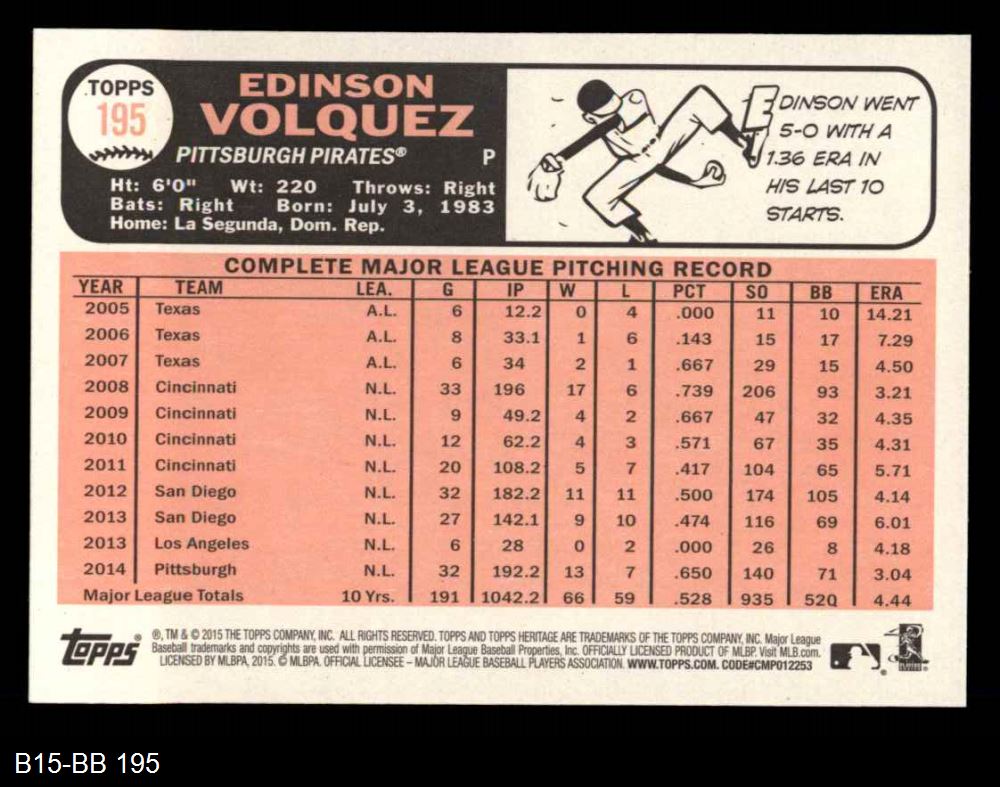 TOPPS
195
EDINSON
VOLQUEZ
PITTSBURGH PIRATES® P
Ht: 6'0" Wt: 220 Throws: Right
Bats: Right Born: July 3, 1983
Home: La Segunda, Dom. Rep.
EDINSON WENT
5-0 WITH A
1.36 ERA IN
HIS LAST 10
STARTS.
COMPLETE MAJOR LEAGUE PITCHING RECORD
YEAR TEAM LEA. G IP W L PCT SO BB ERA
2005 Texas A.L. 6 12.2 0 4 .000 11 10 14.21
2006 Texas A.L. 8 33.1 1 6 .143 15 17 7.29
2007 Texas A.L. 6 34 2 1 .667 29 15 4.50
2008 Cincinnati N.L. 33 196 17 6 .739 206 93 3.21
2009 Cincinnati N.L. 9 49.2 4 2 .667 47 32 4.35
2010 Cincinnati N.L. 12 62.2 4 3 .571 67 35 4.31
2011 Cincinnati N.L. 20 108.2 5 7 .417 104 65 5.71
2012 San Diego N.L. 32 182.2 11 11 .500 174 105 4.14
2013 San Diego N.L. 27 142.1 9 10 .474 116 69 6.01
2013 Los Angeles N.L. 6 28 0 2 .000 26 8 4.18
2014 Pittsburgh N.L. 32 192.2 13 7 .650 140 71 3.04
Major League Totals 10 Yrs. 191 1042.2 66 59 .528 935 520 4.44
topps®
®, TM & © 2015 THE TOPPS COMPANY, INC. ALL RIGHTS RESERVED. TOPPS AND TOPPS HERITAGE ARE TRADEMARKS OF THE TOPPS COMPANY, INC. Major League
Baseball trademarks and copyrights are used with permission of Major League Baseball Properties, Inc. OFFICIALLY LICENSED PRODUCT OF MLBP. Visit MLB.com.
LICENSED BY MLBPA, 2015. © MLBPA. OFFICIAL LICENSEE – MAJOR LEAGUE BASEBALL PLAYERS ASSOCIATION. WWW.TOPPS.COM. CODE#CMP012253
B15-BB 195